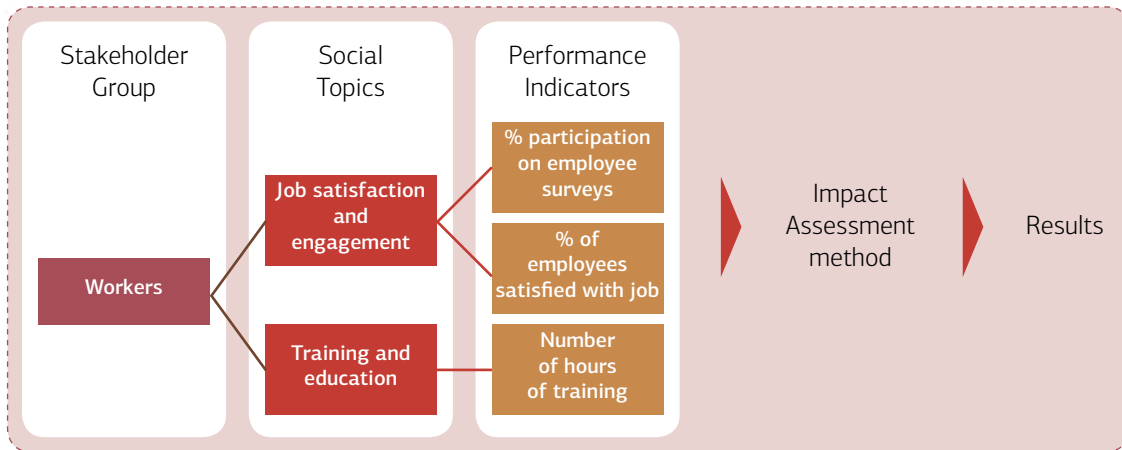 Stakeholder
Group
Social
Topics
Performance
Indicators
Workers
Job satisfaction
and
engagement
Training and
education
% participation
on employee
surveys
% of
employees
satisfied with job
Number
of hours
of training
Impact
Assessment
method
Results